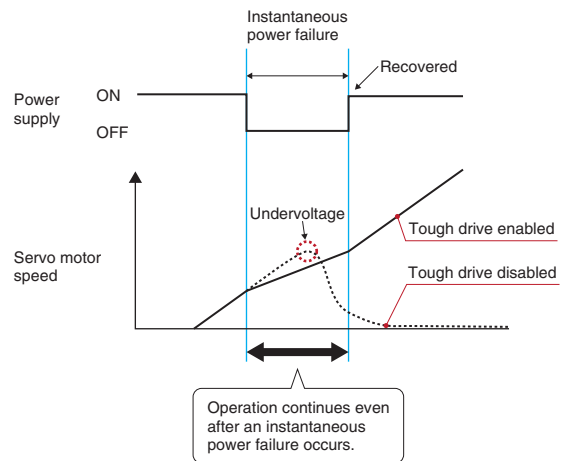 Instantaneous
power failure
Recovered
Power
supply
ON
OFF
Undervoltage
Servo motor
speed
Tough drive enabled
Tough drive disabled
Operation continues even
after an instantaneous
power failure occurs.